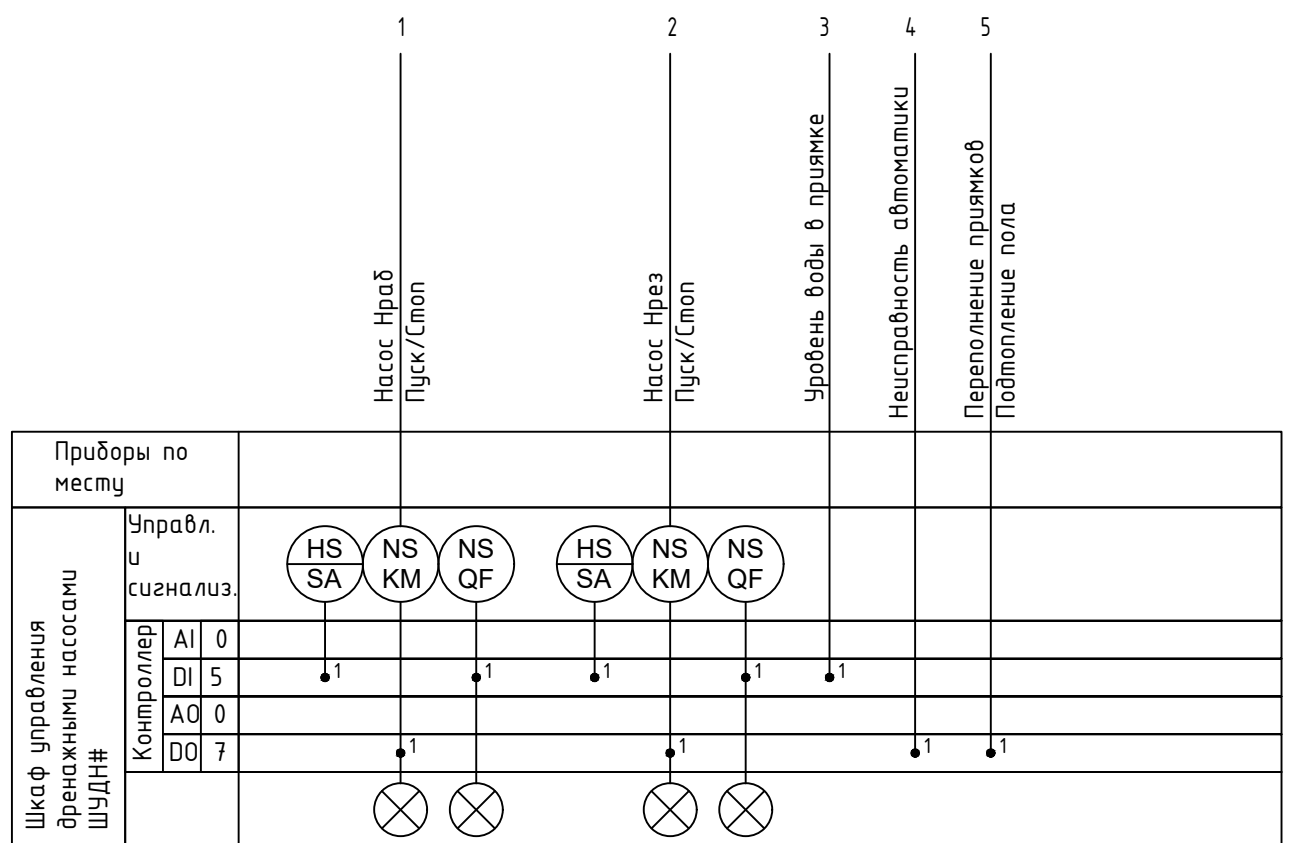 1
2
3
4
5
Насос Нраб
Пуск/Стоп
Насос Нрез
Пуск/Стоп
Уровень воды в приямке
Неисправность автоматики
Переполнение приямков
Подтопление пола
Приборы по
месту
Шкаф управления
дренажными насосами
ШУДН#
Управл.
и
сигнализ.
HS
SA
NS
KM
NS
QF
HS
SA
NS
KM
NS
QF
Контроллер
AI 0
DI 5 1 1 1 1 1
AO 0
DO 7 1 1 1 1